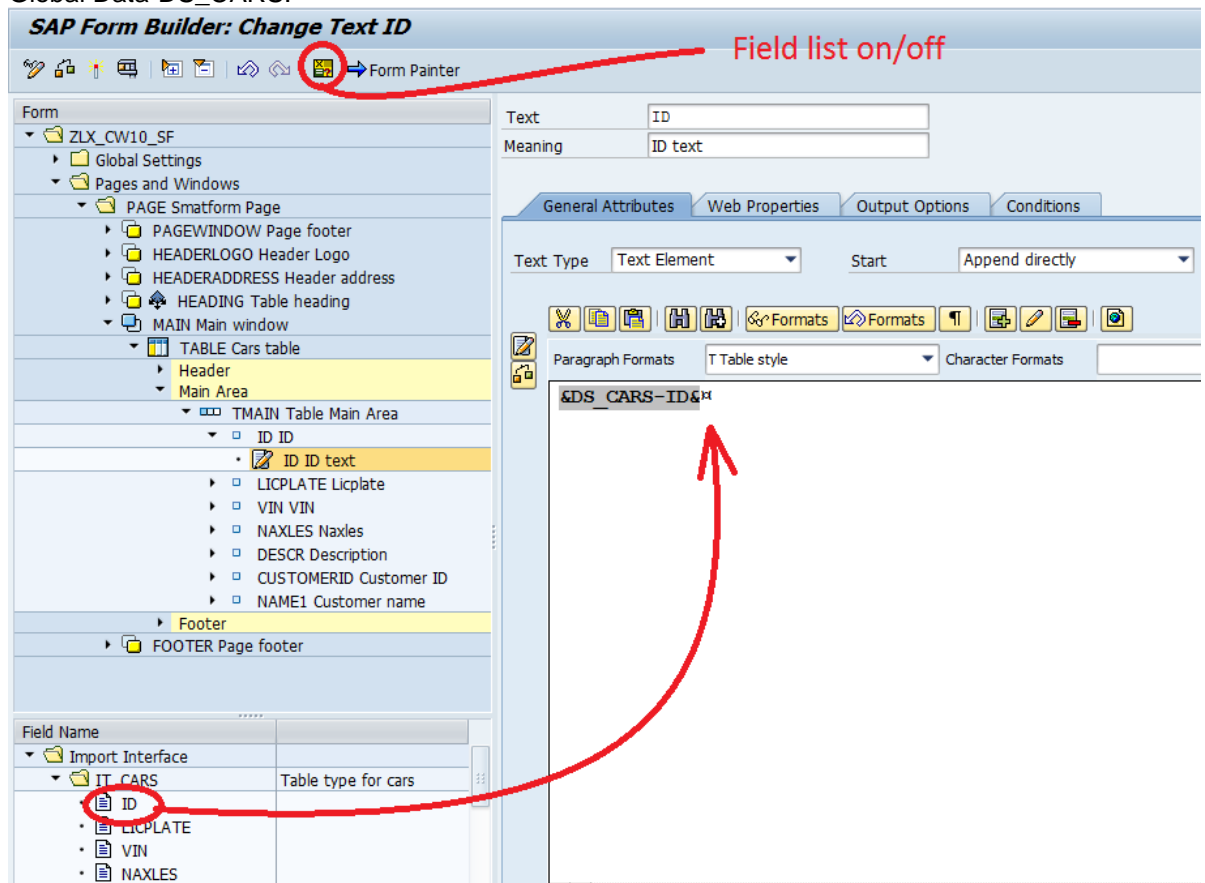 Global Data DS_CARS.
SAP Form Builder: Change Text ID
Field list on/off
Form Painter
Form
ZLX_CW10_SF
Global Settings
Pages and Windows
PAGE Smatform Page
PAGEWINDOW Page footer
HEADERLOGO Header Logo
HEADERADDRESS Header address
HEADING Table heading
MAIN Main window
TABLE Cars table
Header
Main Area
TMAIN Table Main Area
ID ID
ID ID text
LICPLATE Licplate
VIN VIN
NAXLES Naxles
DESCR Description
CUSTOMERID Customer ID
NAME1 Customer name
Footer
FOOTER Page footer
Text ID
Meaning ID text
General Attributes Web Properties Output Options Conditions
Text Type Text Element Start Append directly
Formats Formats
Paragraph Formats T Table style Character Formats
&DS_CARS-ID&¤
Field Name
Import Interface
IT_CARS Table type for cars
ID
LICPLATE
VIN
NAXLES